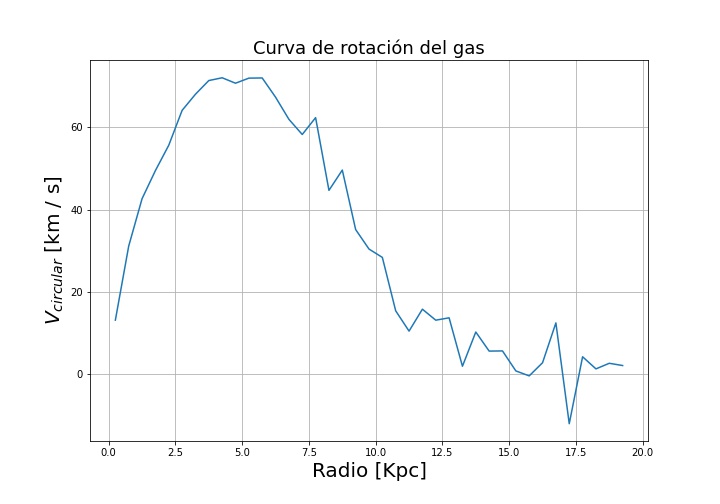 Curva de rotación del gas
V_circular [km / s]
60
40
20
0
0.0 2.5 5.0 7.5 10.0 12.5 15.0 17.5 20.0
Radio [Kpc]